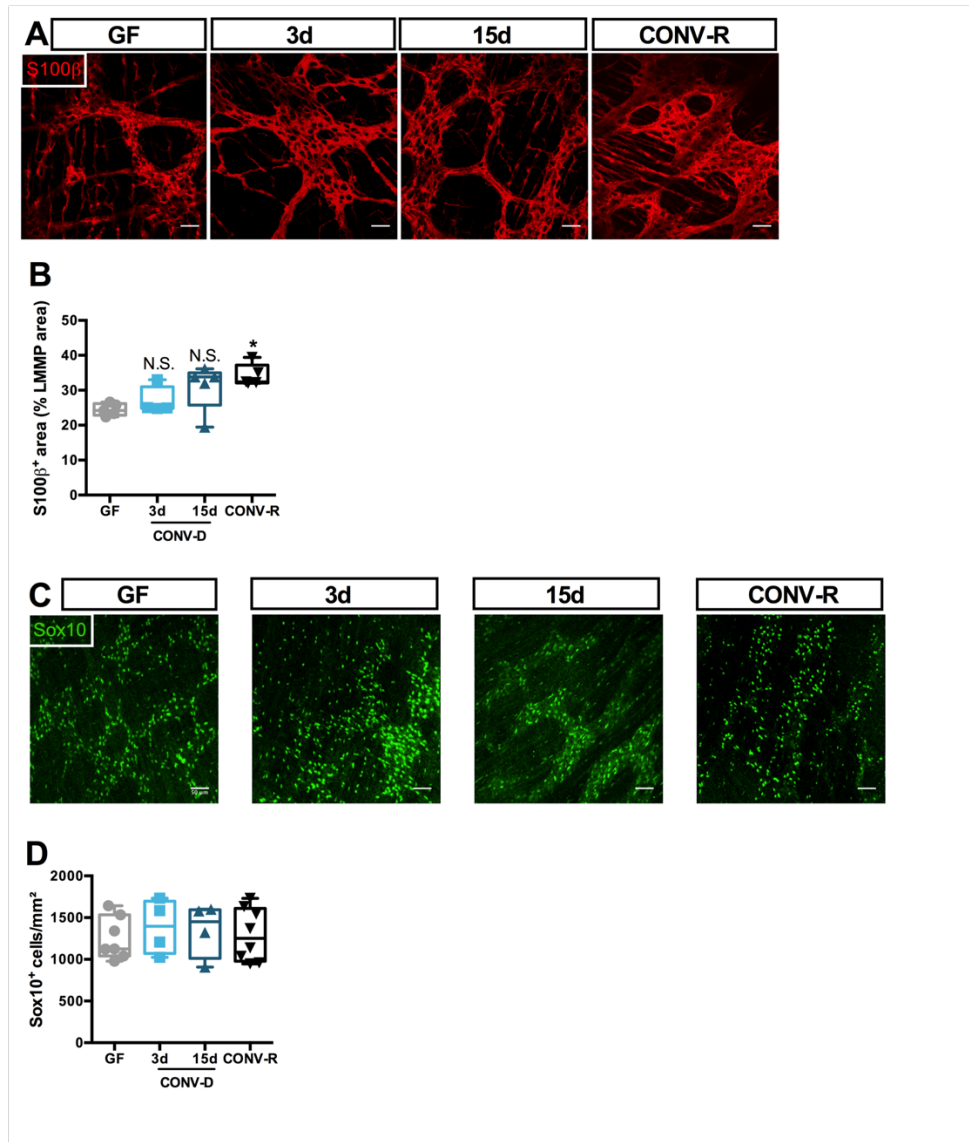 A
GF
3d
15d
CONV-R
S100β
B
S100β⁺ area (% LMMP area)
50
40
30
20
10
0
N.S.
N.S.
*
GF
3d
15d
CONV-R
CONV-D
C
GF
3d
15d
CONV-R
Sox10
50 µm
D
Sox10⁺ cells/mm²
2000
1500
1000
500
0
GF
3d
15d
CONV-R
CONV-D